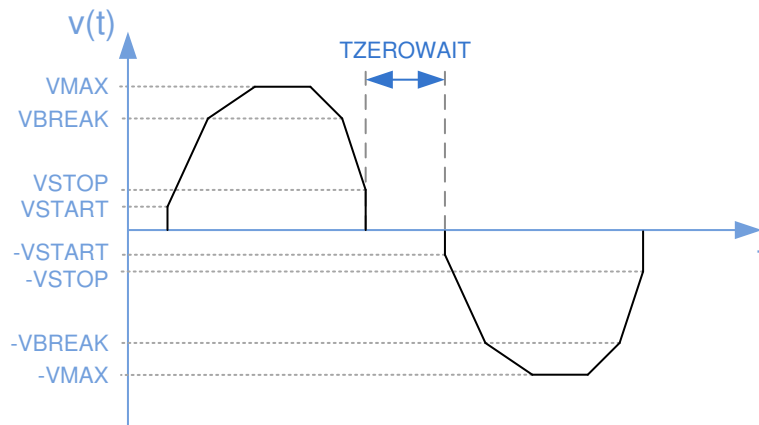 v(t)
TZEROWAIT
VMAX
VBREAK
VSTOP
VSTART
-VSTART
-VSTOP
-VBREAK
-VMAX